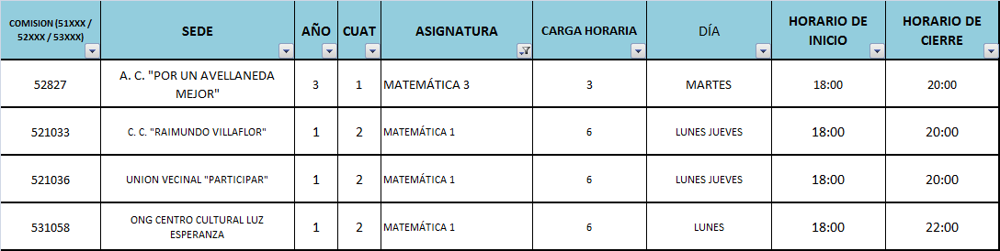 COMISION (51XXX / 52XXX / 53XXX) SEDE AÑO CUAT ASIGNATURA CARGA HORARIA DÍA HORARIO DE INICIO HORARIO DE CIERRE
52827 A. C. "POR UN AVELLANEDA MEJOR" 3 1 MATEMÁTICA 3 3 MARTES 18:00 20:00
521033 C. C. "RAIMUNDO VILLAFLOR" 1 2 MATEMÁTICA 1 6 LUNES JUEVES 18:00 20:00
521036 UNION VECINAL "PARTICIPAR" 1 2 MATEMÁTICA 1 6 LUNES JUEVES 18:00 20:00
531058 ONG CENTRO CULTURAL LUZ ESPERANZA 1 2 MATEMÁTICA 1 6 LUNES 18:00 22:00